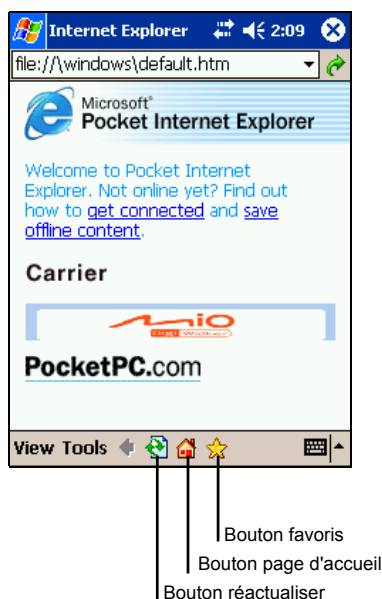 Internet Explorer 2:09
file://\windows\default.htm
Microsoft®
Pocket Internet Explorer
Welcome to Pocket Internet
Explorer. Not online yet? Find out
how to get connected and save
offline content.
Carrier
mio
DigiWalker
PocketPC.com
View Tools
Bouton favoris
Bouton page d'accueil
Bouton réactualiser